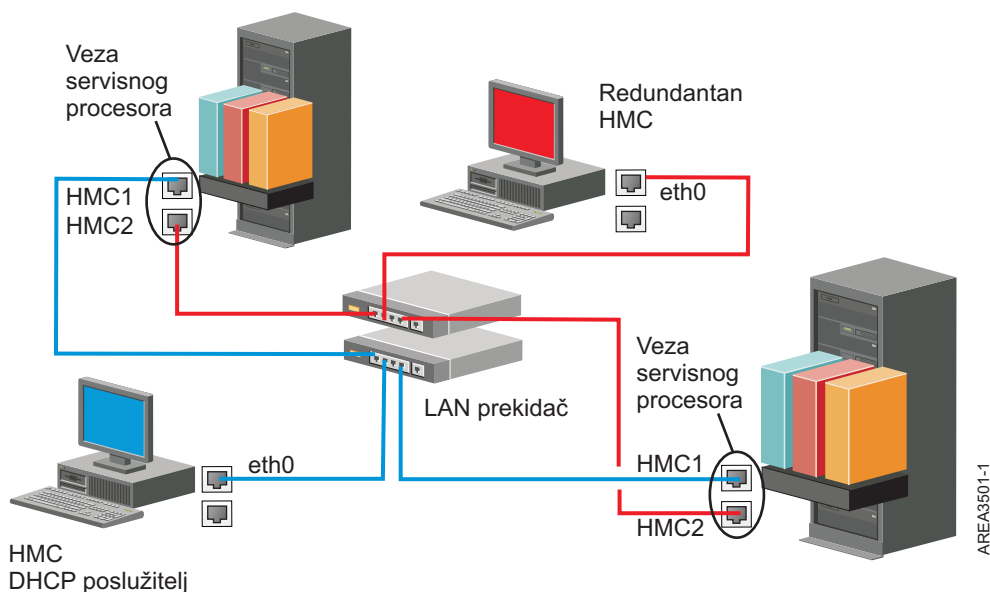 Veza
servisnog
procesora
Redundantan
HMC
HMC1
HMC2
eth0
Veza
servisnog
procesora
LAN prekidač
eth0
HMC1
HMC2
HMC
DHCP poslužitelj
AREA3501-1